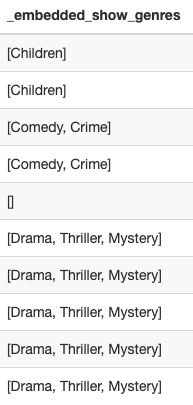 _embedded_show_genres
[Children]
[Children]
[Comedy, Crime]
[Comedy, Crime]
[]
[Drama, Thriller, Mystery]
[Drama, Thriller, Mystery]
[Drama, Thriller, Mystery]
[Drama, Thriller, Mystery]
[Drama, Thriller, Mystery]